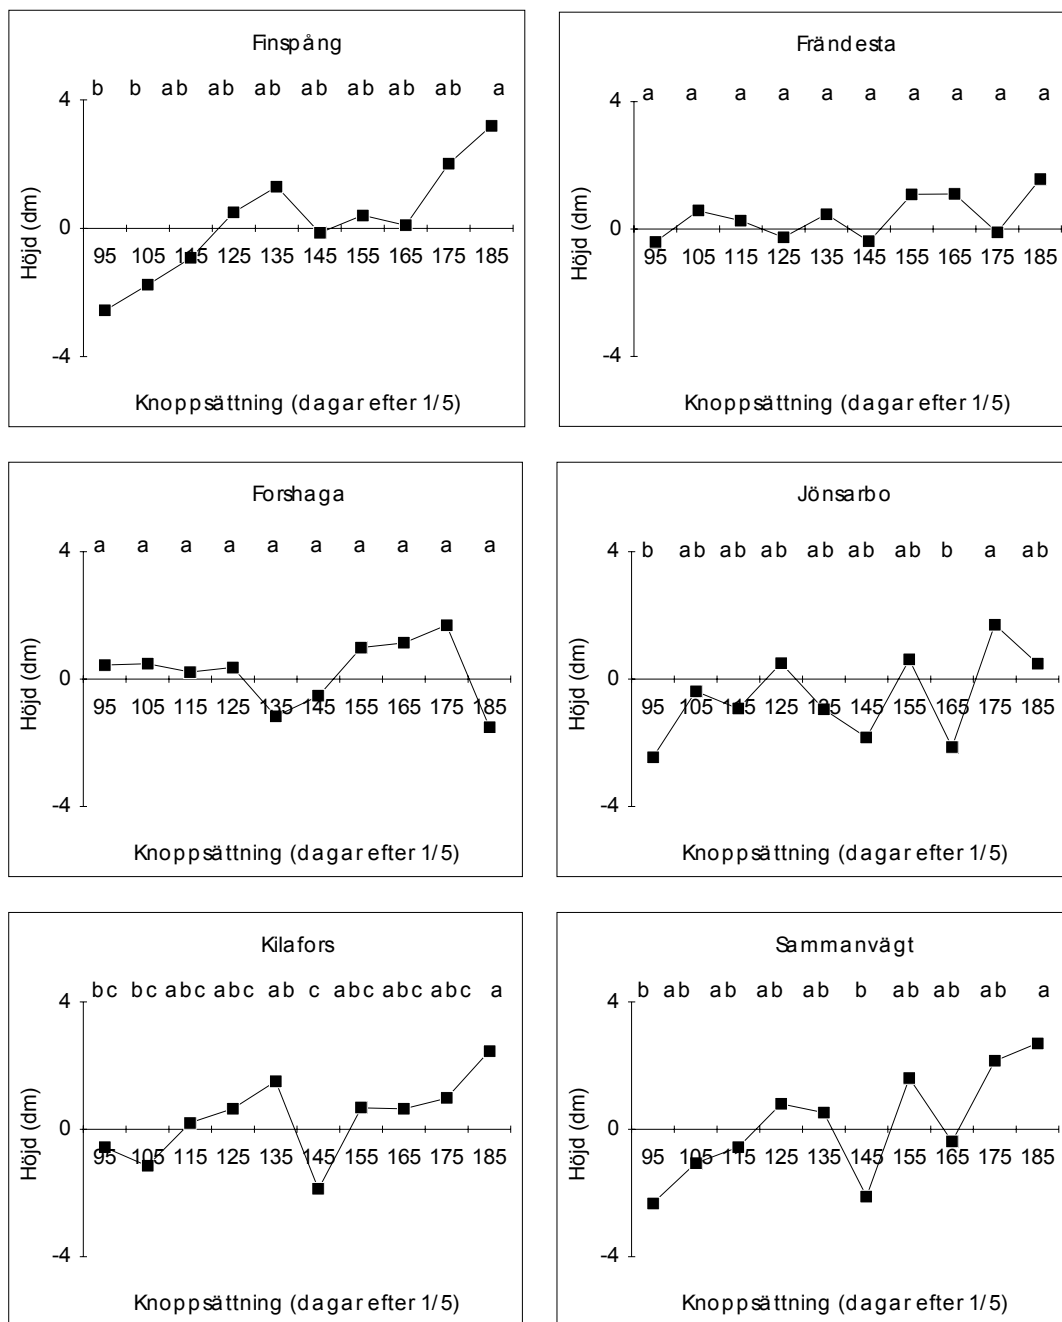 Finspång
b b ab ab ab ab ab ab ab a
4
0
95 105 115 125 135 145 155 165 175 185
-4
Höjd (dm)
Knoppsättning (dagar efter 1/5)
Frändesta
a a a a a a a a a a
4
0
95 105 115 125 135 145 155 165 175 185
-4
Höjd (dm)
Knoppsättning (dagar efter 1/5)
Forshaga
a a a a a a a a a a
4
0
95 105 115 125 135 145 155 165 175 185
-4
Höjd (dm)
Knoppsättning (dagar efter 1/5)
Jönsarbo
b ab ab ab ab ab ab b a ab
4
0
95 105 115 125 135 145 155 165 175 185
-4
Höjd (dm)
Knoppsättning (dagar efter 1/5)
Kilafors
bc bc abc abc ab c abc abc abc a
4
0
95 105 115 125 135 145 155 165 175 185
-4
Höjd (dm)
Knoppsättning (dagar efter 1/5)
Sammanvägt
b ab ab ab ab b ab ab ab a
4
0
95 105 115 125 135 145 155 165 175 185
-4
Höjd (dm)
Knoppsättning (dagar efter 1/5)